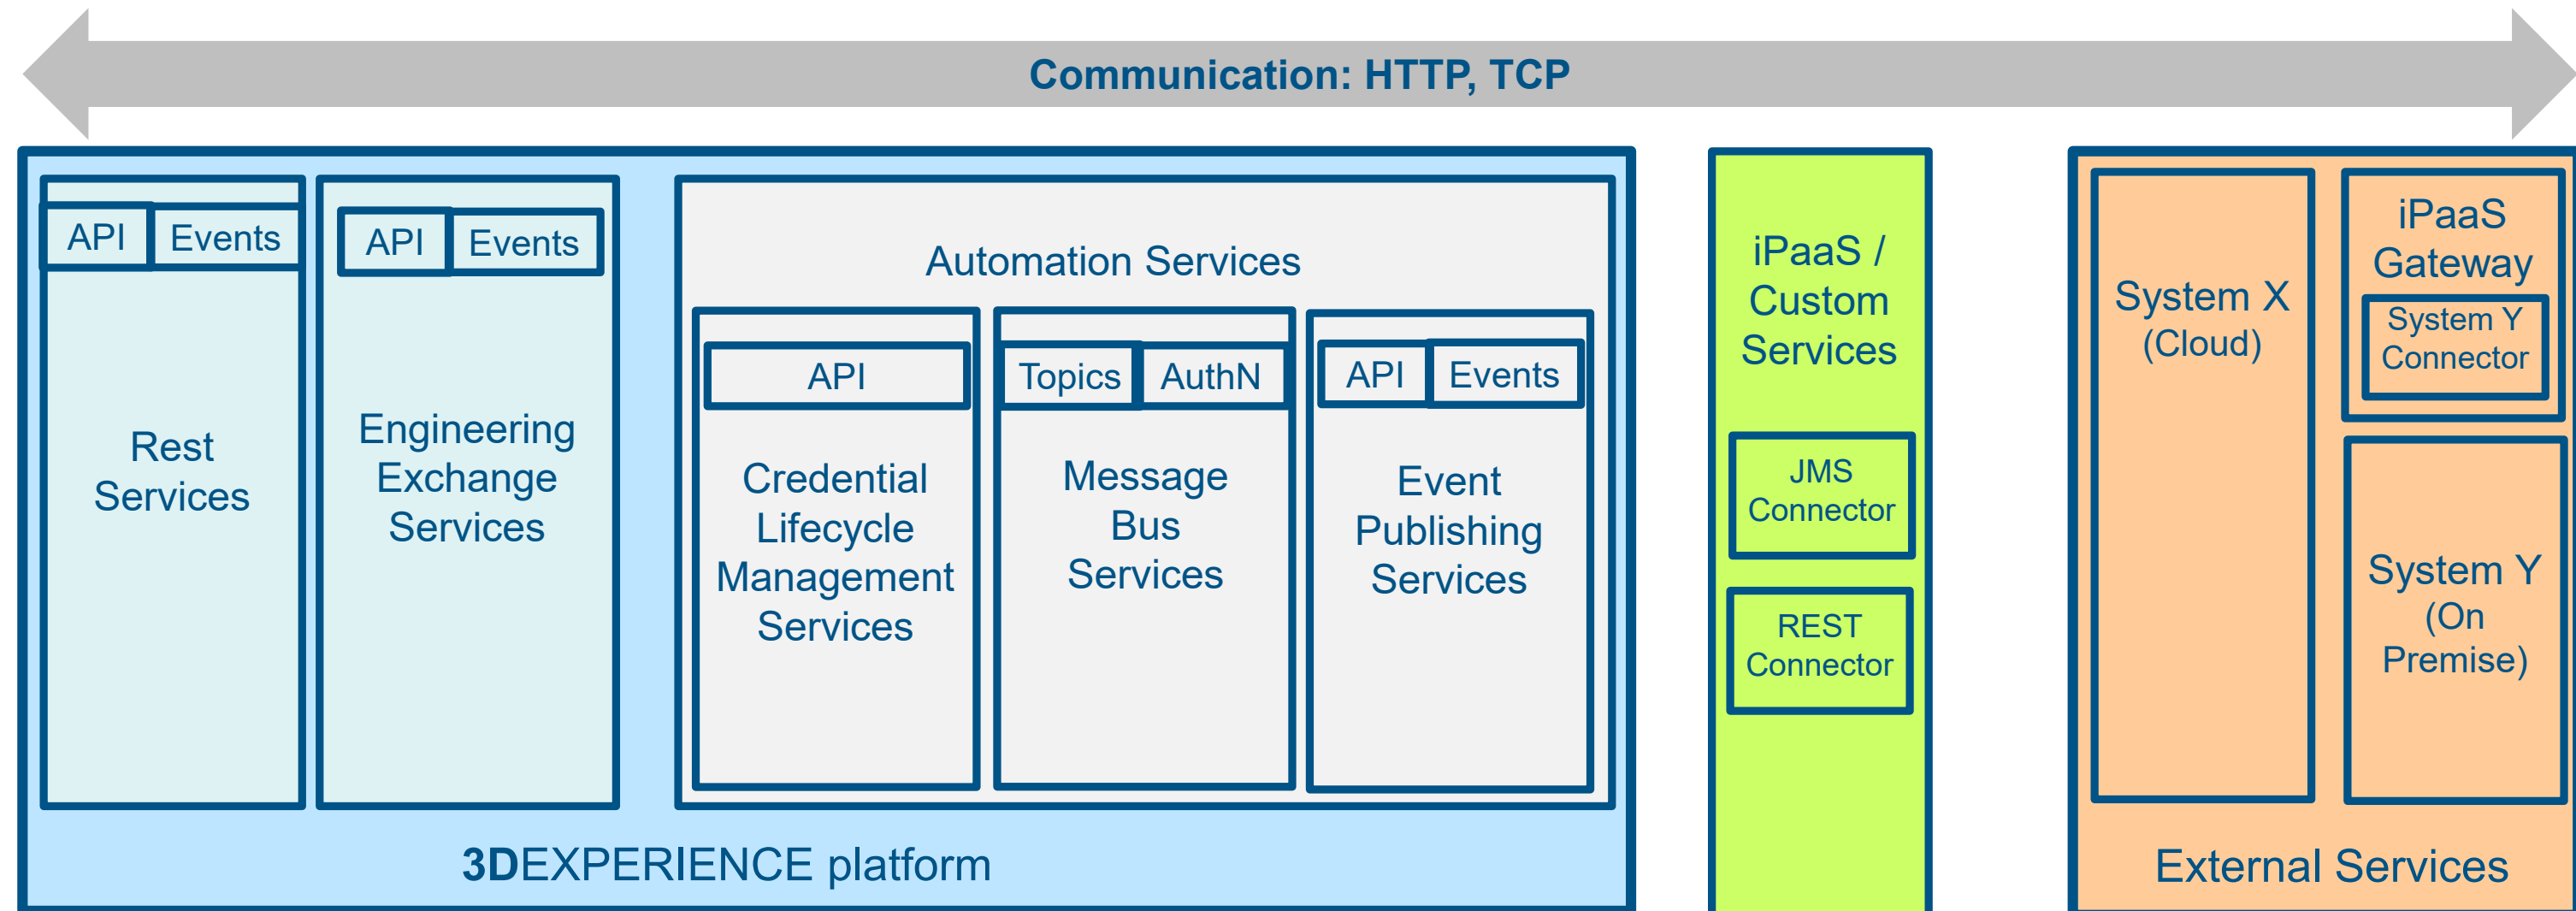 Communication: HTTP, TCP
API
Events
Rest
Services
API
Events
Engineering
Exchange
Services
Automation Services
API
Credential
Lifecycle
Management
Services
Topics
AuthN
Message
Bus
Services
API
Events
Event
Publishing
Services
3DEXPERIENCE platform
iPaaS /
Custom
Services
JMS
Connector
REST
Connector
System X
(Cloud)
iPaaS
Gateway
System Y
Connector
System Y
(On
Premise)
External Services